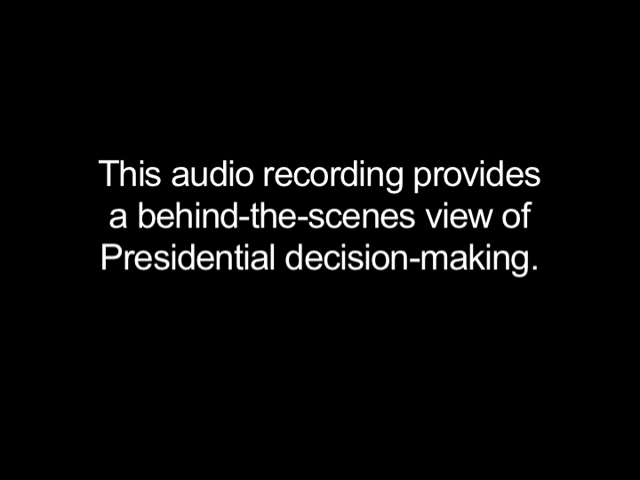 This audio recording provides
a behind-the-scenes view of
Presidential decision-making.